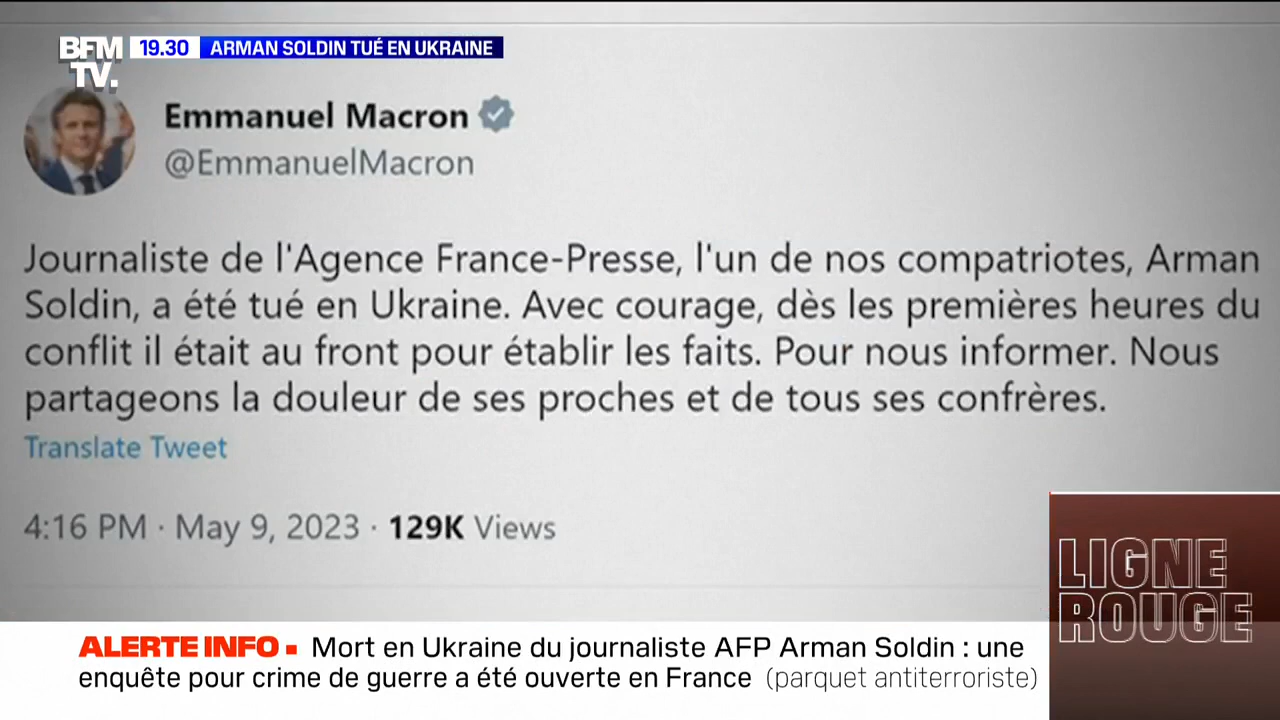 BFM
TV.
19.30 ARMAN SOLDIN TUÉ EN UKRAINE
Emmanuel Macron
@EmmanuelMacron
Journaliste de l'Agence France-Presse, l'un de nos compatriotes, Arman
Soldin, a été tué en Ukraine. Avec courage, dès les premières heures du
conflit il était au front pour établir les faits. Pour nous informer. Nous
partageons la douleur de ses proches et de tous ses confrères.
Translate Tweet
4:16 PM · May 9, 2023 · 129K Views
LIGNE
ROUGE
ALERTE INFO ▪ Mort en Ukraine du journaliste AFP Arman Soldin : une
enquête pour crime de guerre a été ouverte en France (parquet antiterroriste)